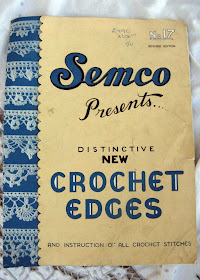 No 17
REVISED EDITION
Semco
Presents...
DISTINCTIVE
NEW
CROCHET
EDGES
AND INSTRUCTION OF ALL CROCHET STITCHES